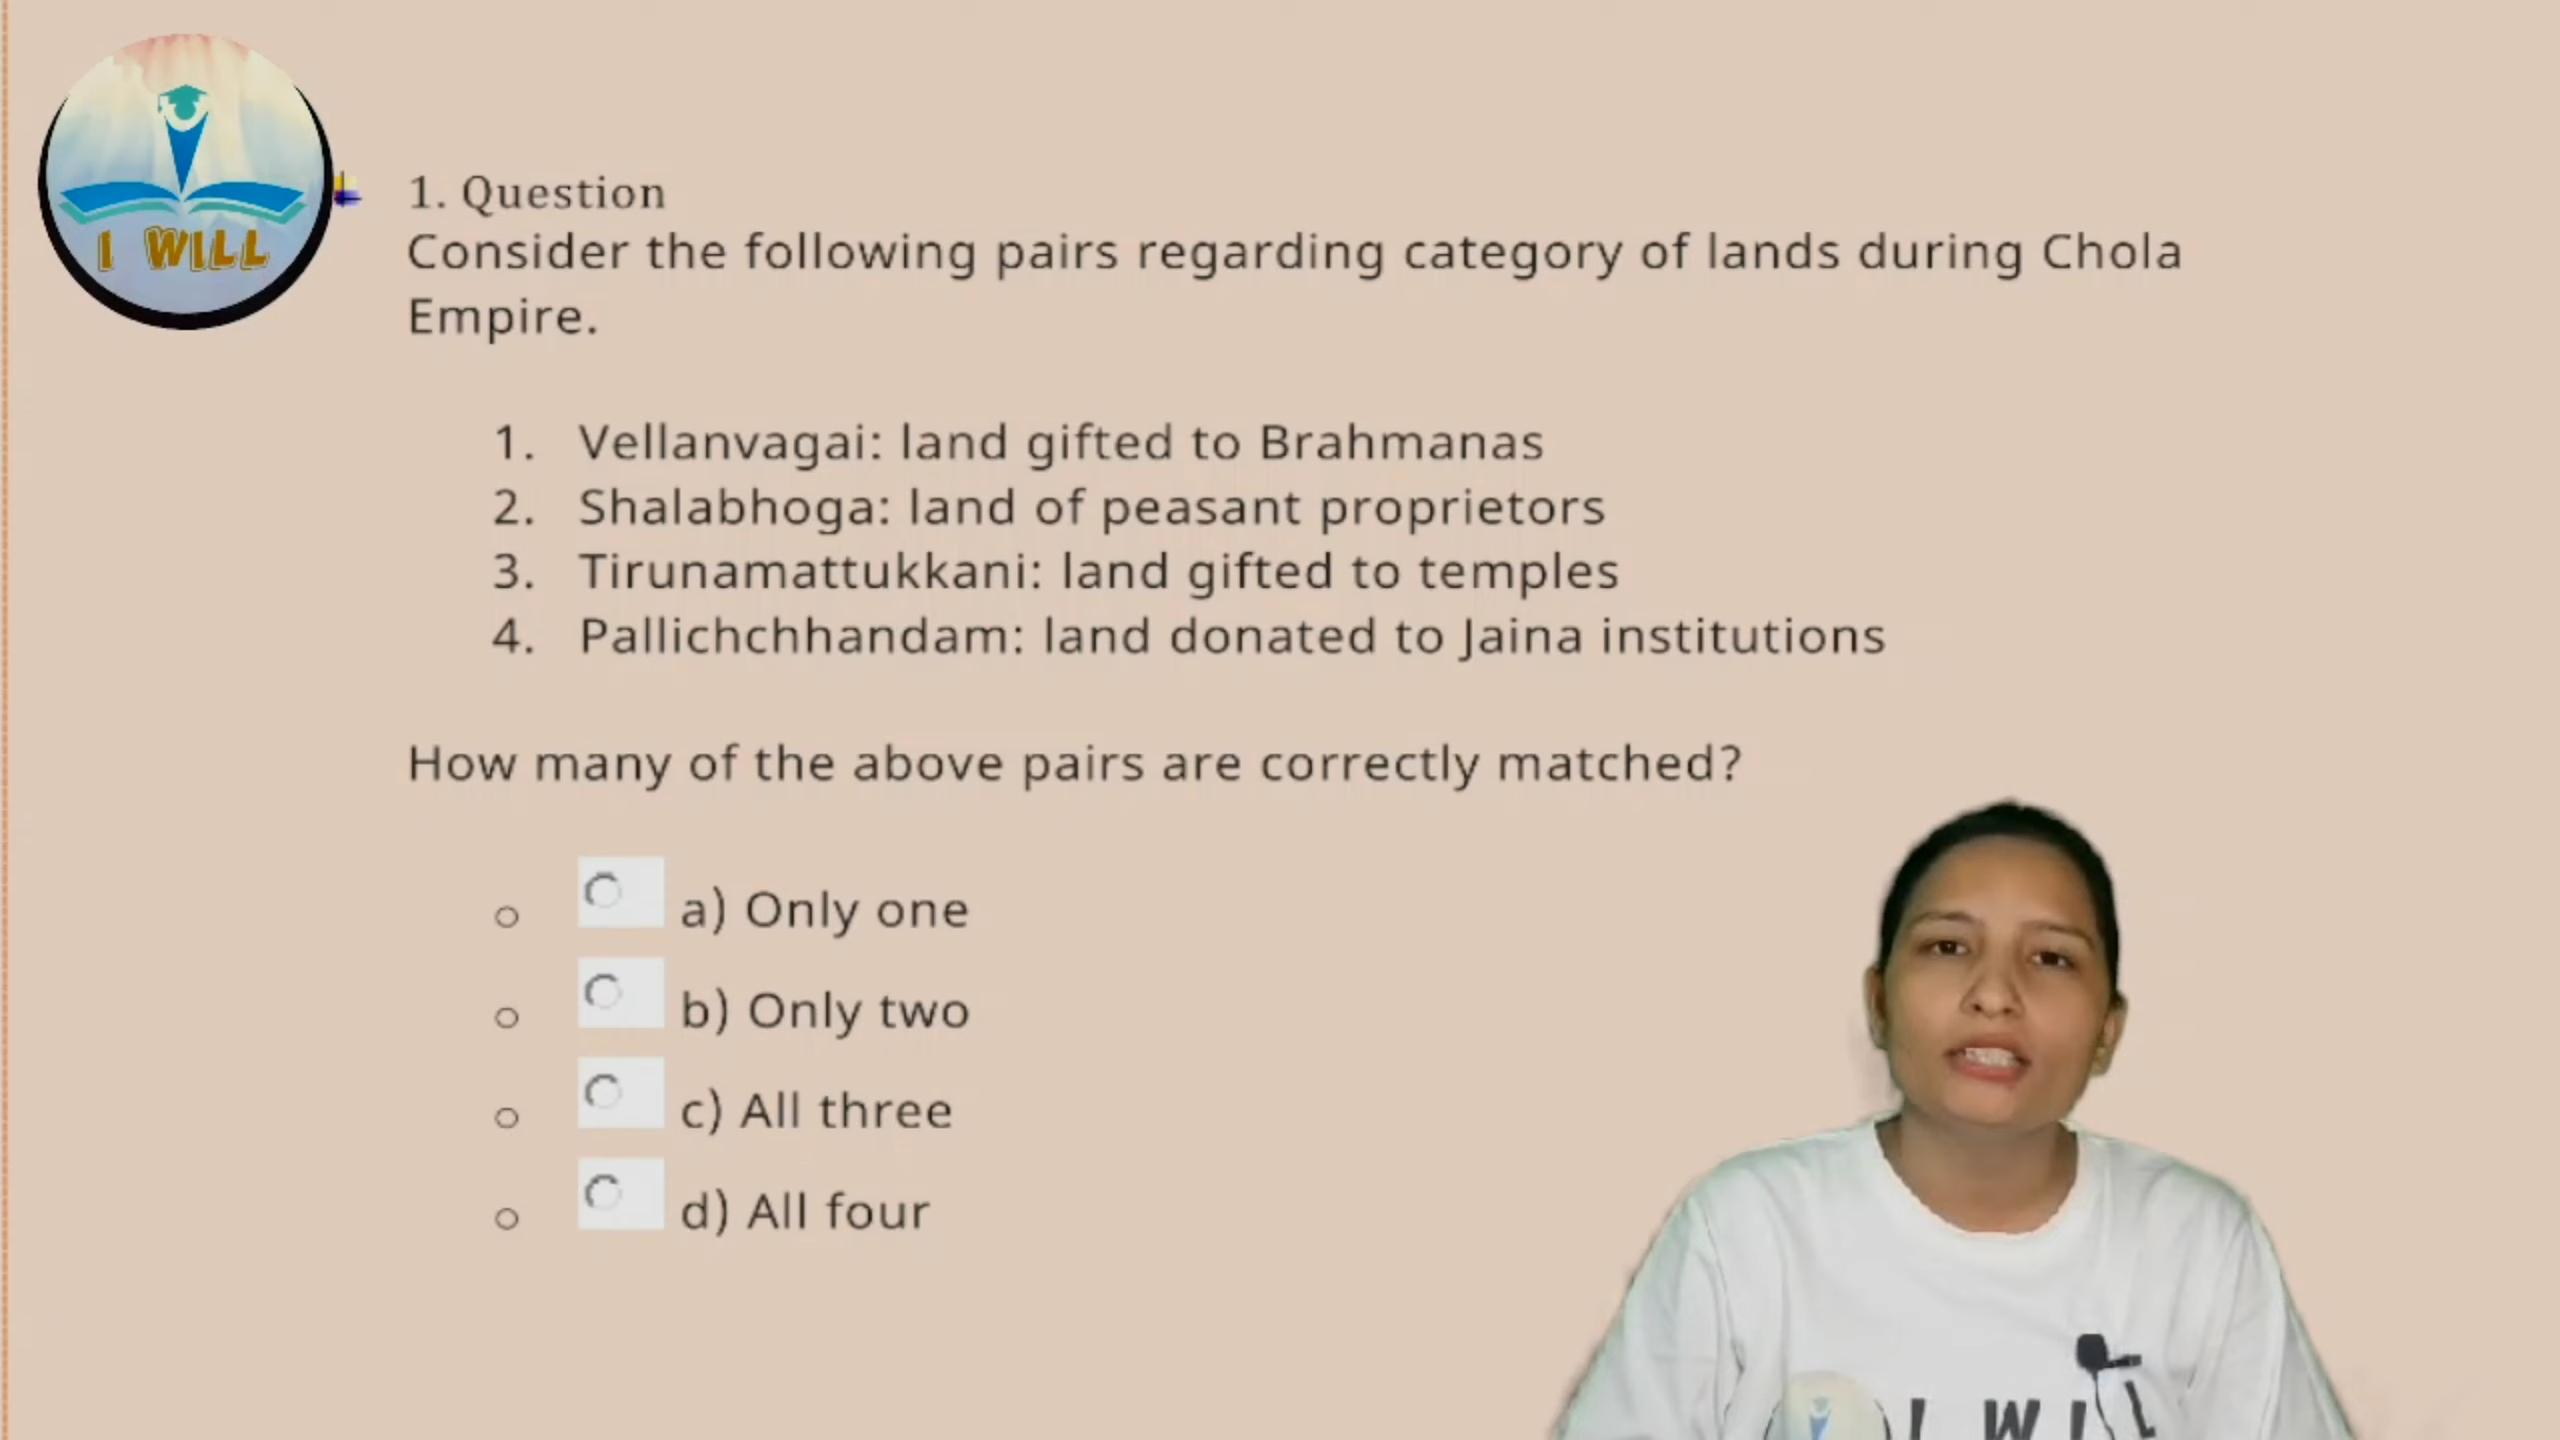 I WILL
1. Question
Consider the following pairs regarding category of lands during Chola
Empire.
1. Vellanvagai: land gifted to Brahmanas
2. Shalabhoga: land of peasant proprietors
3. Tirunamattukkani: land gifted to temples
4. Pallichchhandam: land donated to Jaina institutions
How many of the above pairs are correctly matched?
a) Only one
b) Only two
c) All three
d) All four
I WILL